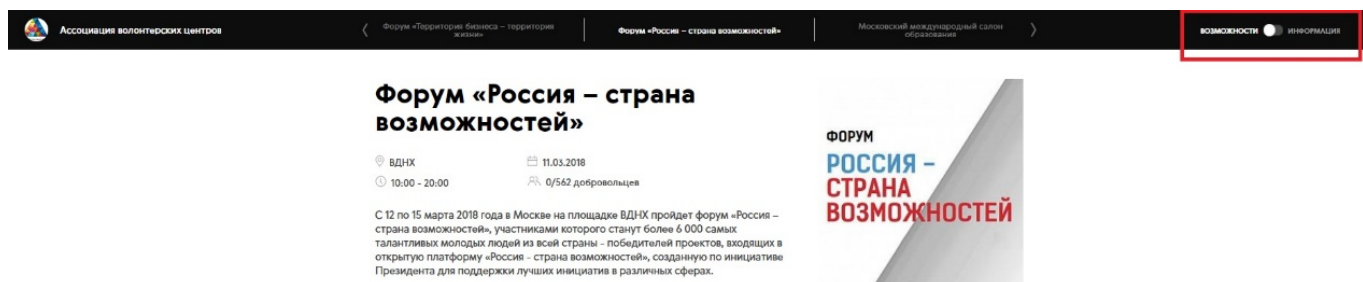 Ассоциация волонтерских центров
Форум «Территория бизнеса – территория
жизни»
Форум «Россия – страна возможностей»
Московский международный салон
образования
ВОЗМОЖНОСТИ
ИНФОРМАЦИЯ
Форум «Россия – страна
возможностей»
ВДНХ
11.03.2018
10:00 - 20:00
0/562 добровольцев
С 12 по 15 марта 2018 года в Москве на площадке ВДНХ пройдет форум «Россия –
страна возможностей», участниками которого станут более 6 000 самых
талантливых молодых людей из всей страны – победителей проектов, входящих в
открытую платформу «Россия - страна возможностей», созданную по инициативе
Президента для поддержки лучших инициатив в различных сферах.
ФОРУМ
РОССИЯ –
СТРАНА
ВОЗМОЖНОСТЕЙ